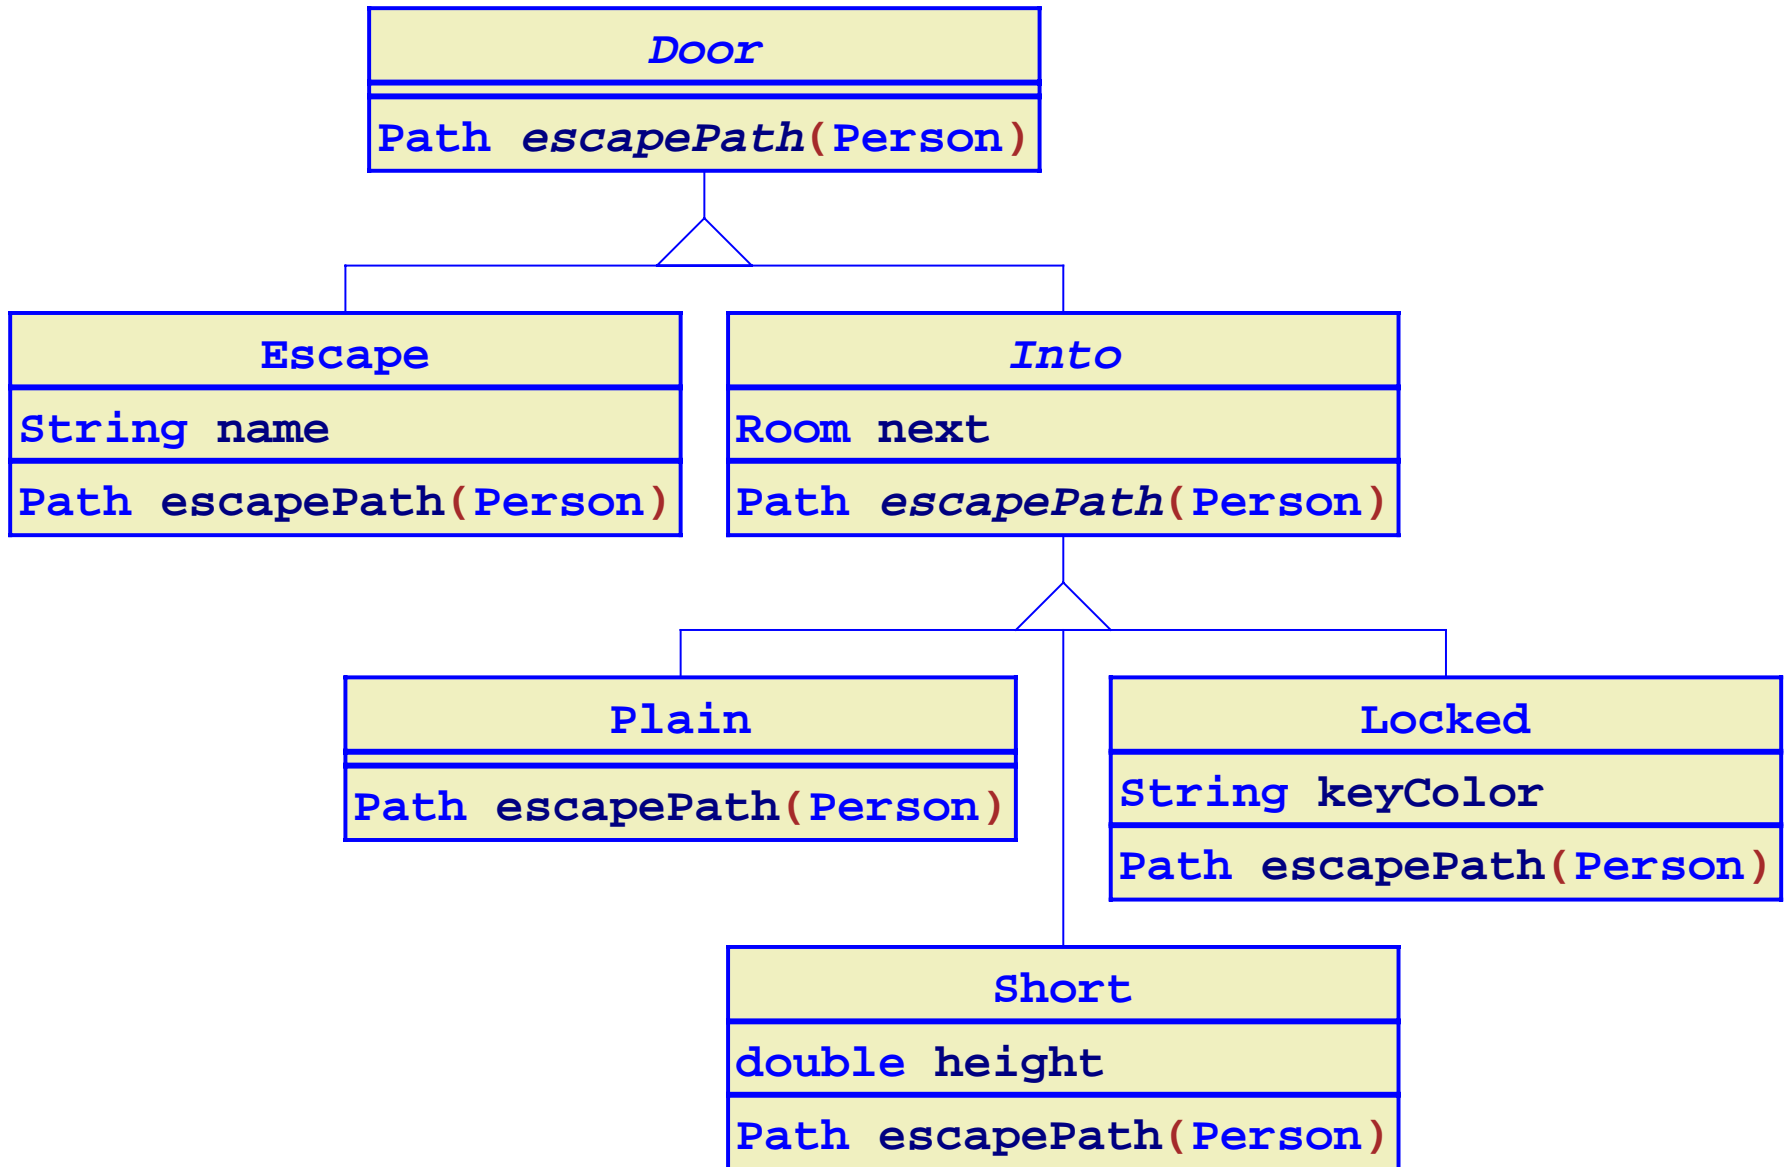 Door
Path escapePath(Person)
Escape
String name
Path escapePath(Person)
Into
Room next
Path escapePath(Person)
Plain
Path escapePath(Person)
Locked
String keyColor
Path escapePath(Person)
Short
double height
Path escapePath(Person)